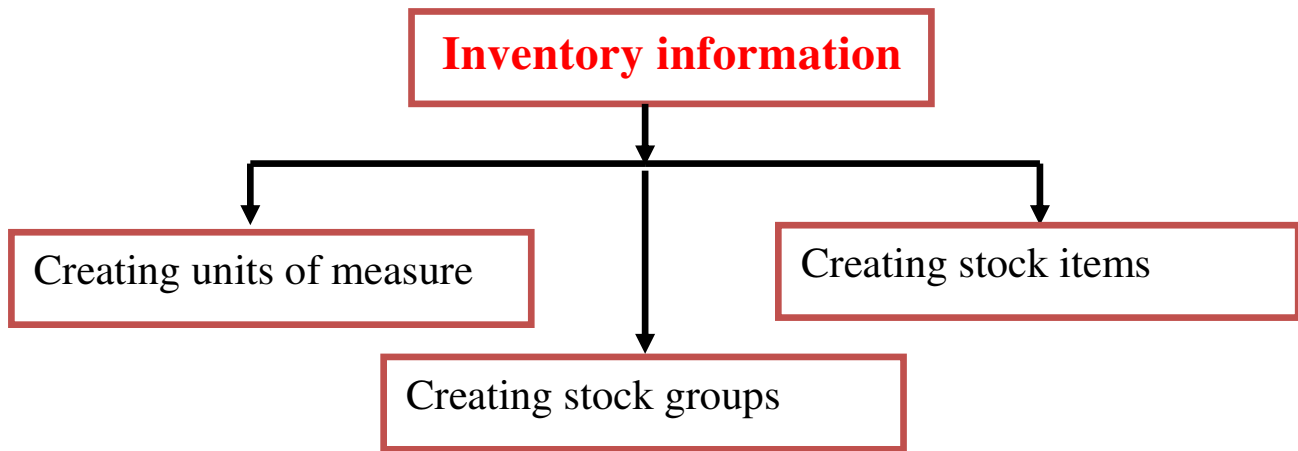 Inventory information
Creating units of measure
Creating stock items
Creating stock groups